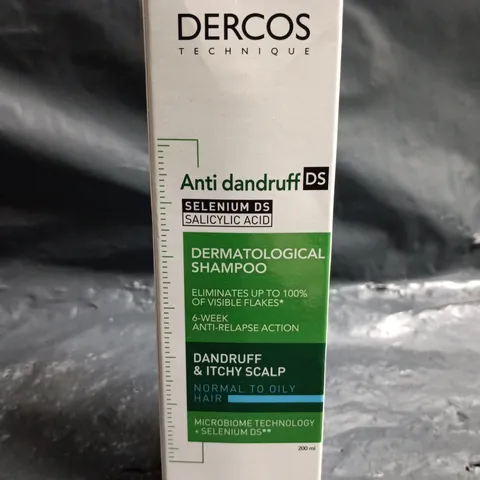 DERCOS
TECHNIQUE
Anti dandruff DS
SELENIUM DS
SALICYLIC ACID
DERMATOLOGICAL
SHAMPOO
ELIMINATES UP TO 100%
OF VISIBLE FLAKES*
6-WEEK
ANTI-RELAPSE ACTION
DANDRUFF
& ITCHY SCALP
NORMAL TO OILY
HAIR
MICROBIOME TECHNOLOGY
+ SELENIUM DS**
200 ml